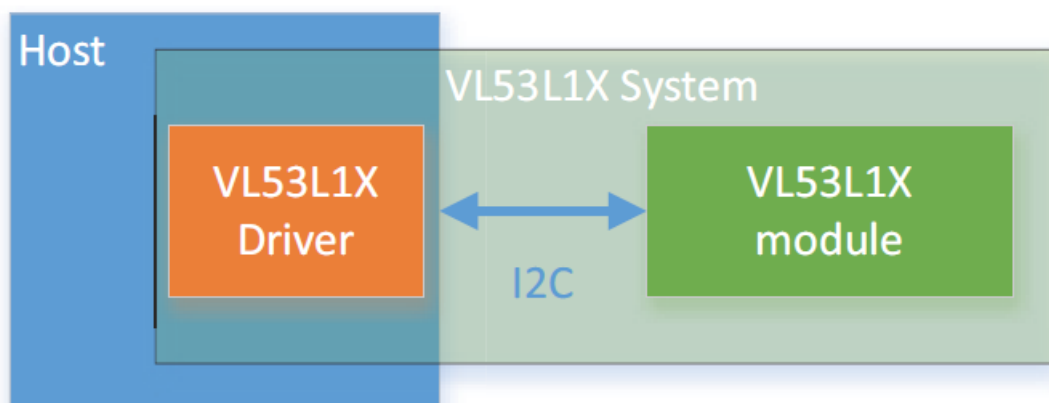 Host
VL53L1X System
VL53L1X
Driver
I2C
VL53L1X
module